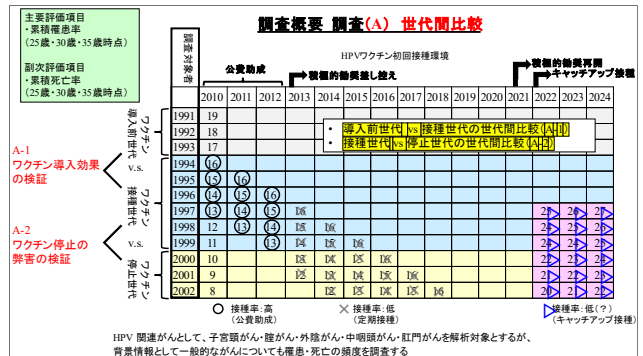 調査概要 調査(A) 世代間比較
主要評価項目
・累積罹患率
(25歳・30歳・35歳時点)
副次評価項目
・累積死亡率
(25歳・30歳・35歳時点)
HPVワクチン初回接種環境
調査対象者
公費助成
積極的勧奨差し控え
積極的勧奨再開
キャッチアップ接種
2010 2011 2012 2013 2014 2015 2016 2017 2018 2019 2020 2021 2022 2023 2024
ワクチン導入前世代
v.s.
ワクチン接種世代
v.s.
ワクチン停止世代
A-1
ワクチン導入効果の検証
A-2
ワクチン停止の弊害の検証
・ 導入前世代 vs 接種世代の世代間比較(A-1)
・ 接種世代 vs 停止世代の世代間比較(A-2)
1991 19
1992 18
1993 17
1994 16
1995 15 16
1996 14 15 16
1997 13 14 15 16 25 26 27
1998 12 13 14 15 16 24 25 26
1999 11 13 14 15 16 24 25
2000 10 13 14 15 16 24
2001 9 14 15 16 17
2002 8 16 17 18 20 22
接種率:高
(公費助成)
接種率:低
(定期接種)
接種率:低(?)
(キャッチアップ接種)
HPV 関連がんとして、子宮頸がん・腟がん・外陰がん・中咽頭がん・肛門がんを解析対象とするが、
背景情報として一般的ながんについても罹患・死亡の頻度を調査する